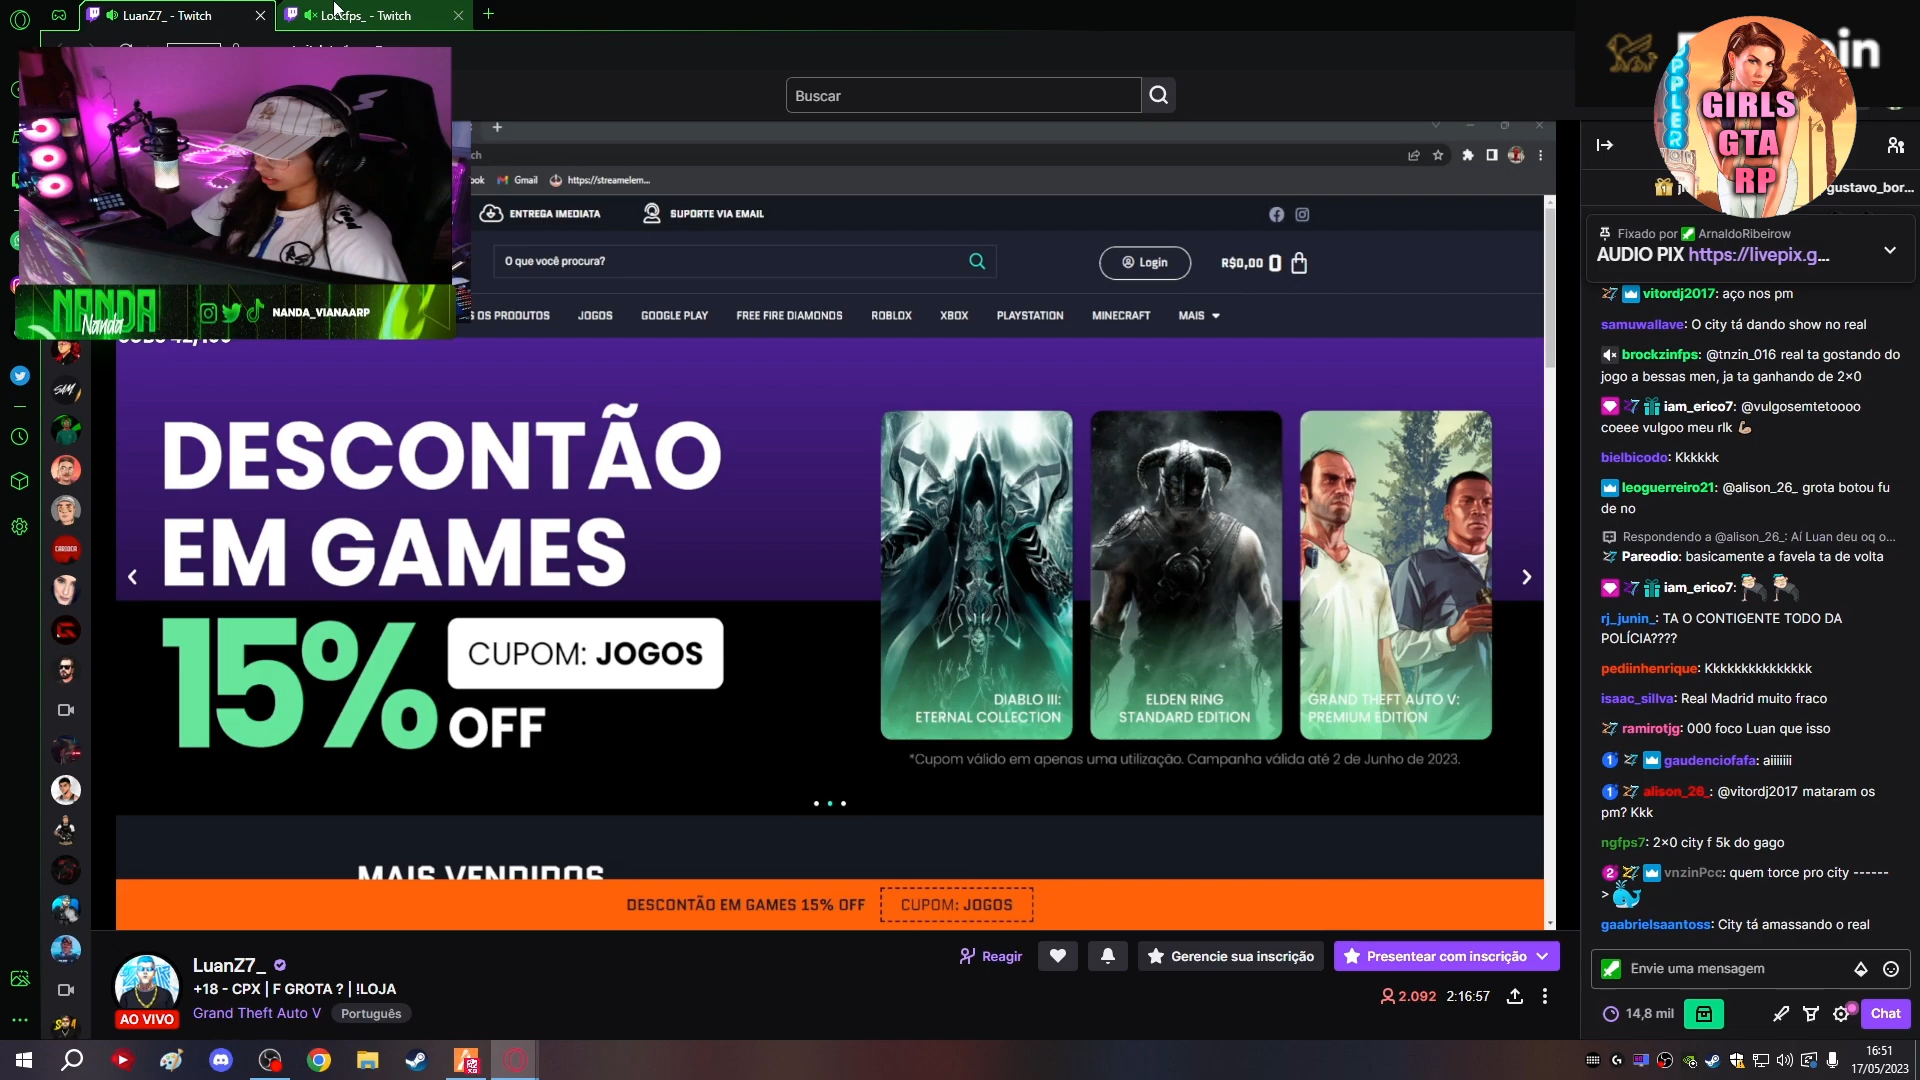 LuanZ7_ - Twitch
Lockfps_ - Twitch
Buscar
GIRLS
GTA
RP
gustavo_bor...
Gmail
https://streamelem...
ENTREGA IMEDIATA
SUPORTE VIA EMAIL
O que você procura?
Login
R$0,00 0
OS PRODUTOS
JOGOS
GOOGLE PLAY
FREE FIRE DIAMONDS
ROBLOX
XBOX
PLAYSTATION
MINECRAFT
MAIS
NANDA
Nanda
NANDA_VIANAARP
DESCONTÃO
EM GAMES
15%
CUPOM: JOGOS
OFF
DIABLO III:
ETERNAL COLLECTION
ELDEN RING
STANDARD EDITION
GRAND THEFT AUTO V:
PREMIUM EDITION
*Cupom válido em apenas uma utilização. Campanha válida até 2 de Junho de 2023.
MAIS VENDIDOS
DESCONTÃO EM GAMES 15% OFF
CUPOM: JOGOS
LuanZ7_
+18 - CPX | F GROTA ? | !LOJA
Grand Theft Auto V
Português
AO VIVO
Reagir
Gerencie sua inscrição
Presentear com inscrição
2.092
2:16:57
Fixado por ArnaldoRibeirow
AUDIO PIX https://livepix.g...
vitordj2017: aço nos pm
samuwallave: O city tá dando show no real
brockzinfps: @tnzin_016 real ta gostando do
jogo a bessas men, ja ta ganhando de 2×0
iam_erico7: @vulgosemtetoooo
coeee vulgoo meu rlk
bielbicodo: Kkkkkk
leoguerreiro21: @alison_26_ grota botou fu
de no
Respondendo a @alison_26_: Aí Luan deu oq o...
Pareodio: basicamente a favela ta de volta
iam_erico7:
rj_junin_: TA O CONTIGENTE TODO DA
POLÍCIA????
pediinhenrique: Kkkkkkkkkkkkkk
isaac_sillva: Real Madrid muito fraco
ramirotjg: 000 foco Luan que isso
gaudenciofafa: aiiiiiii
alison_26_: @vitordj2017 mataram os
pm? Kkk
ngfps7: 2×0 city f 5k do gago
vnzinPcc: quem torce pro city ------
>
gaabrielsaantoss: City tá amassando o real
Envie uma mensagem
14,8 mil
Chat
16:51
17/05/2023